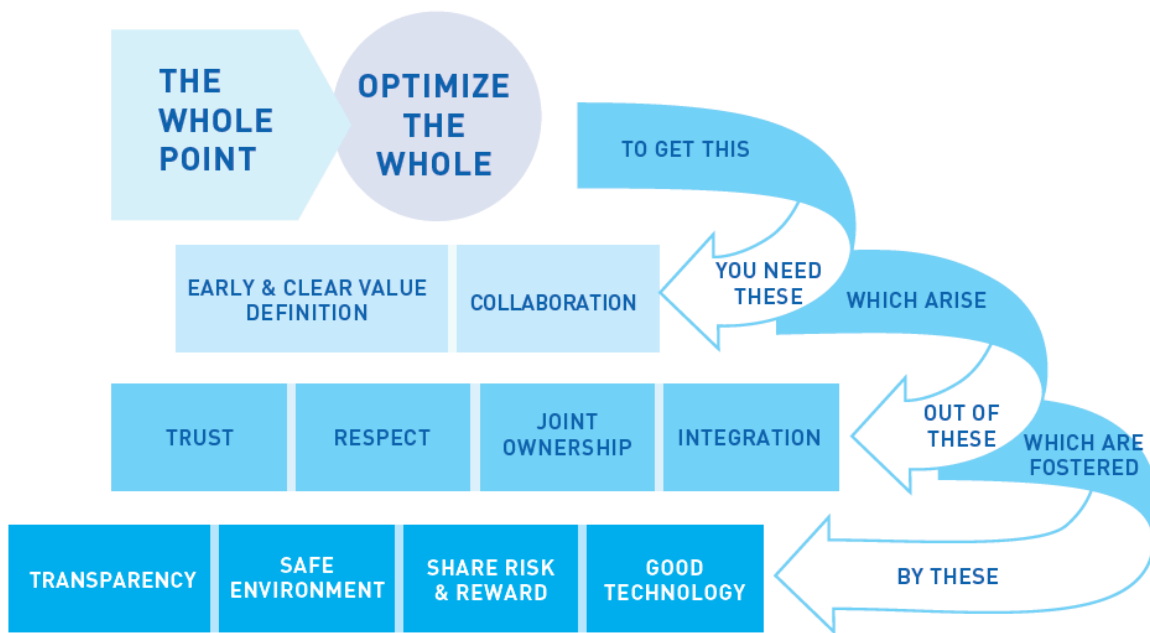 THE
WHOLE
POINT
OPTIMIZE
THE
WHOLE
TO GET THIS
EARLY & CLEAR VALUE
DEFINITION
COLLABORATION
YOU NEED
THESE
WHICH ARISE
TRUST
RESPECT
JOINT
OWNERSHIP
INTEGRATION
OUT OF
THESE
WHICH ARE
FOSTERED
TRANSPARENCY
SAFE
ENVIRONMENT
SHARE RISK
& REWARD
GOOD
TECHNOLOGY
BY THESE